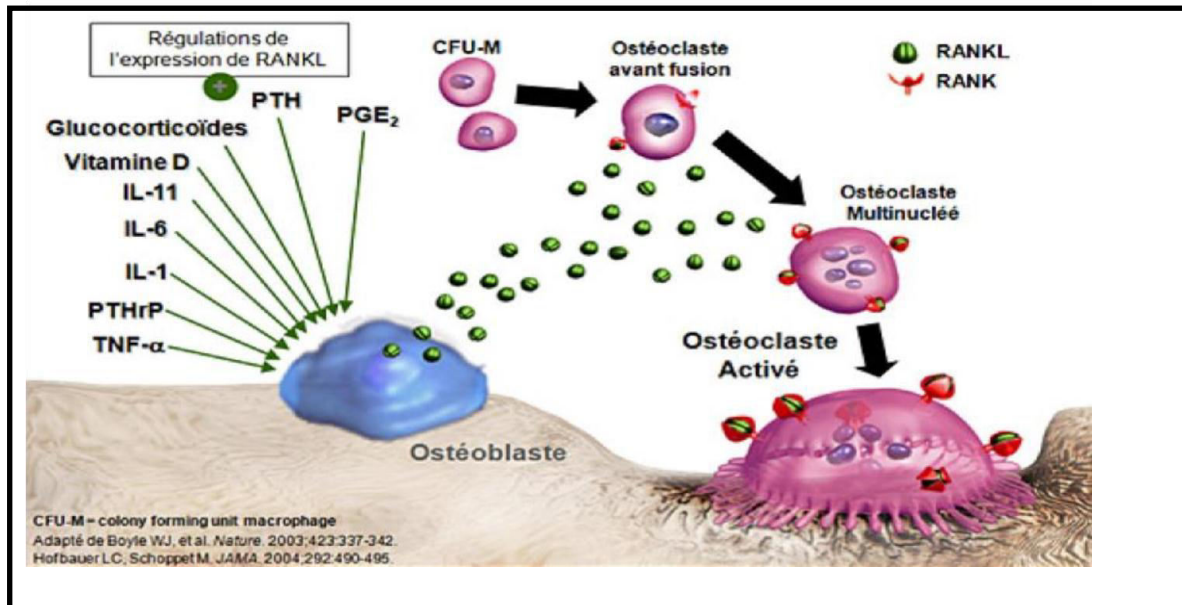 Régulations de
l'expression de RANKL
+
PTH
PGE₂
Glucocorticoïdes
Vitamine D
IL-11
IL-6
IL-1
PTHrP
TNF-α
CFU-M
Ostéoclaste
avant fusion
RANKL
RANK
Ostéoclaste
Multinucléé
Ostéoclaste
Activé
Ostéoblaste
CFU-M = colony forming unit macrophage
Adapté de Boyle WJ, et al. Nature. 2003;423:337-342.
Hofbauer LC, Schoppet M. JAMA. 2004;292:490-495.